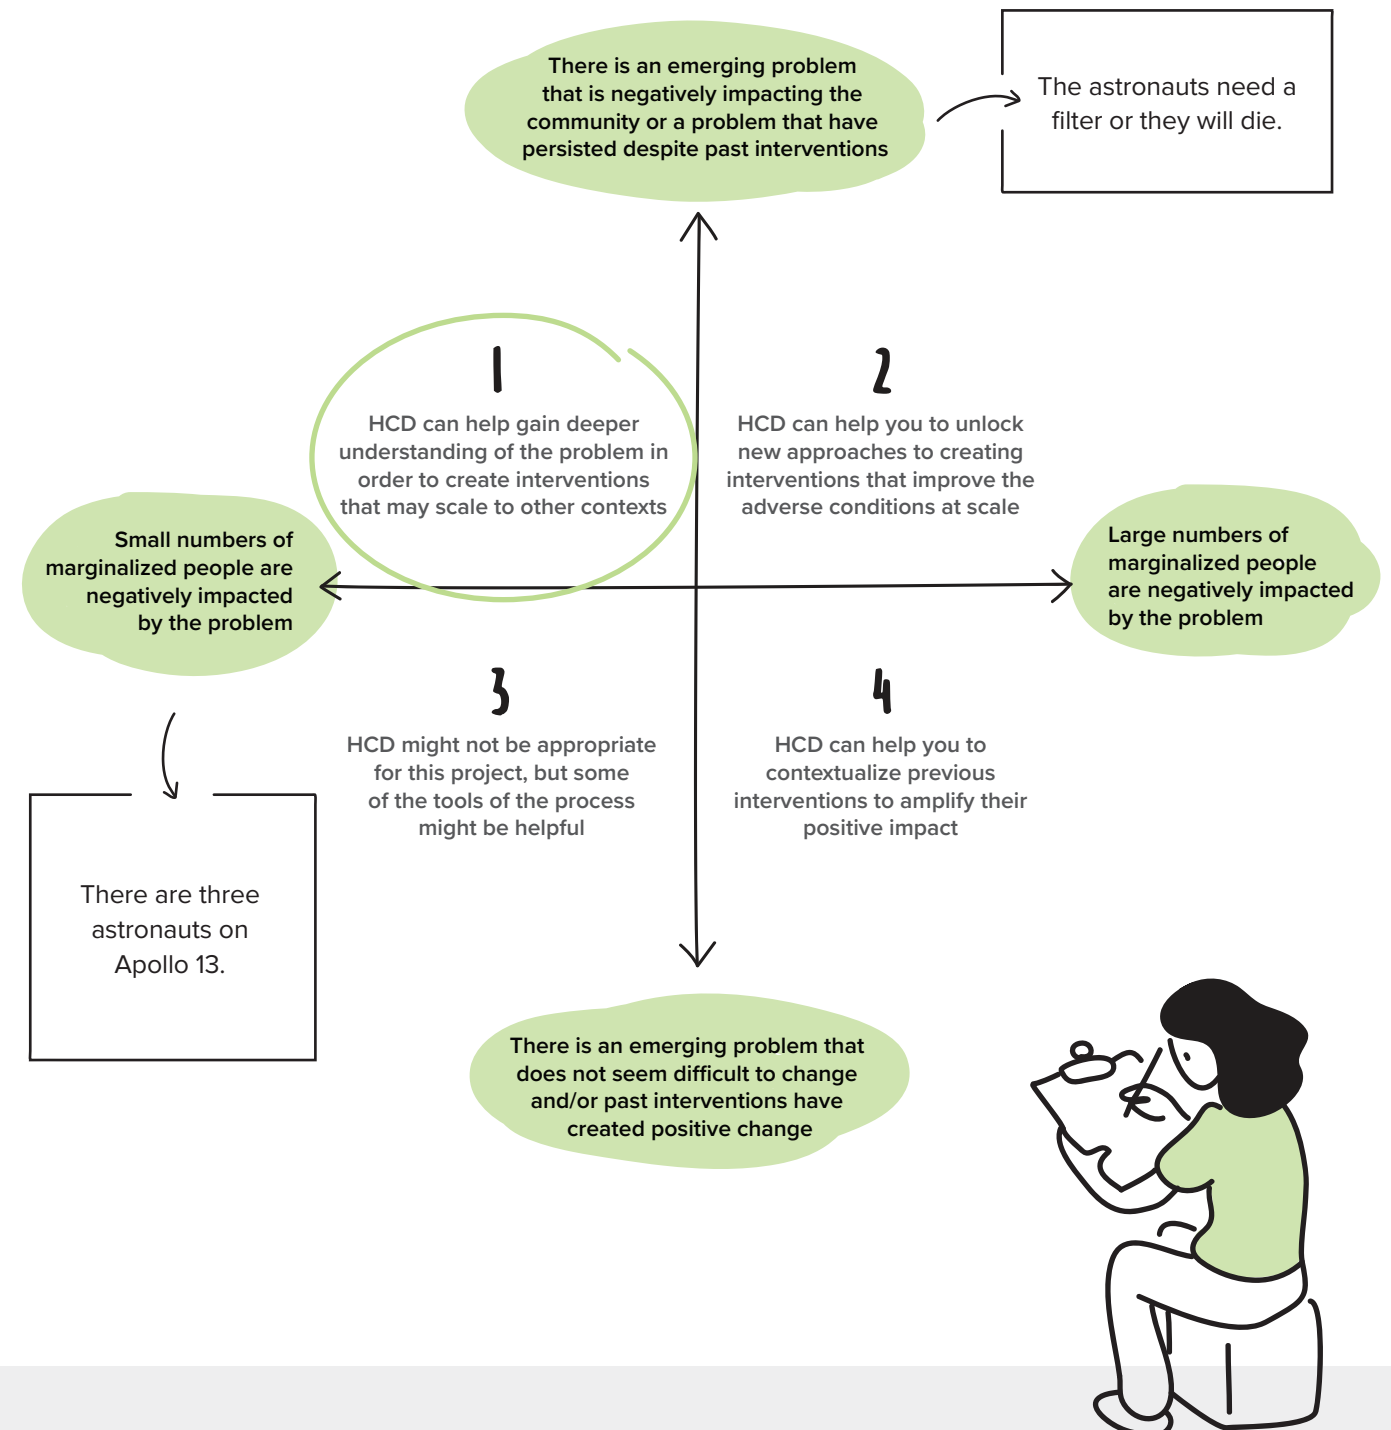 There is an emerging problem
that is negatively impacting the
community or a problem that have
persisted despite past interventions
The astronauts need a
filter or they will die.
1
HCD can help gain deeper
understanding of the problem in
order to create interventions
that may scale to other contexts
2
HCD can help you to unlock
new approaches to creating
interventions that improve the
adverse conditions at scale
Small numbers of
marginalized people are
negatively impacted
by the problem
Large numbers of
marginalized people
are negatively impacted
by the problem
3
HCD might not be appropriate
for this project, but some
of the tools of the process
might be helpful
4
HCD can help you to
contextualize previous
interventions to amplify their
positive impact
There are three
astronauts on
Apollo 13.
There is an emerging problem that
does not seem difficult to change
and/or past interventions have
created positive change